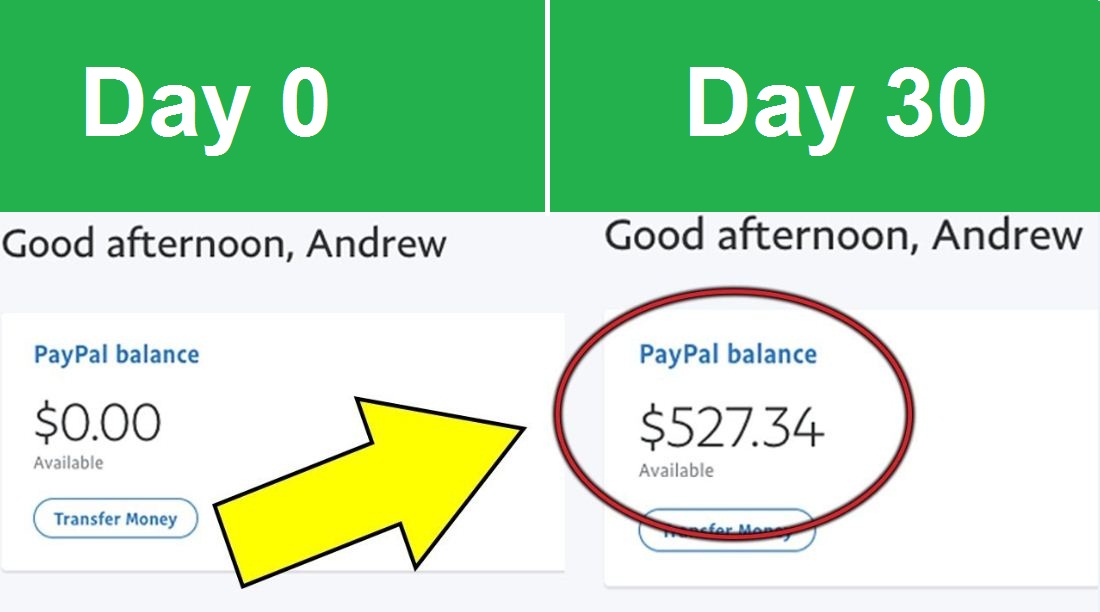 Day 0
Good afternoon, Andrew
PayPal balance
$0.00
Available
Transfer Money
Day 30
Good afternoon, Andrew
PayPal balance
$527.34
Available
Transfer Money